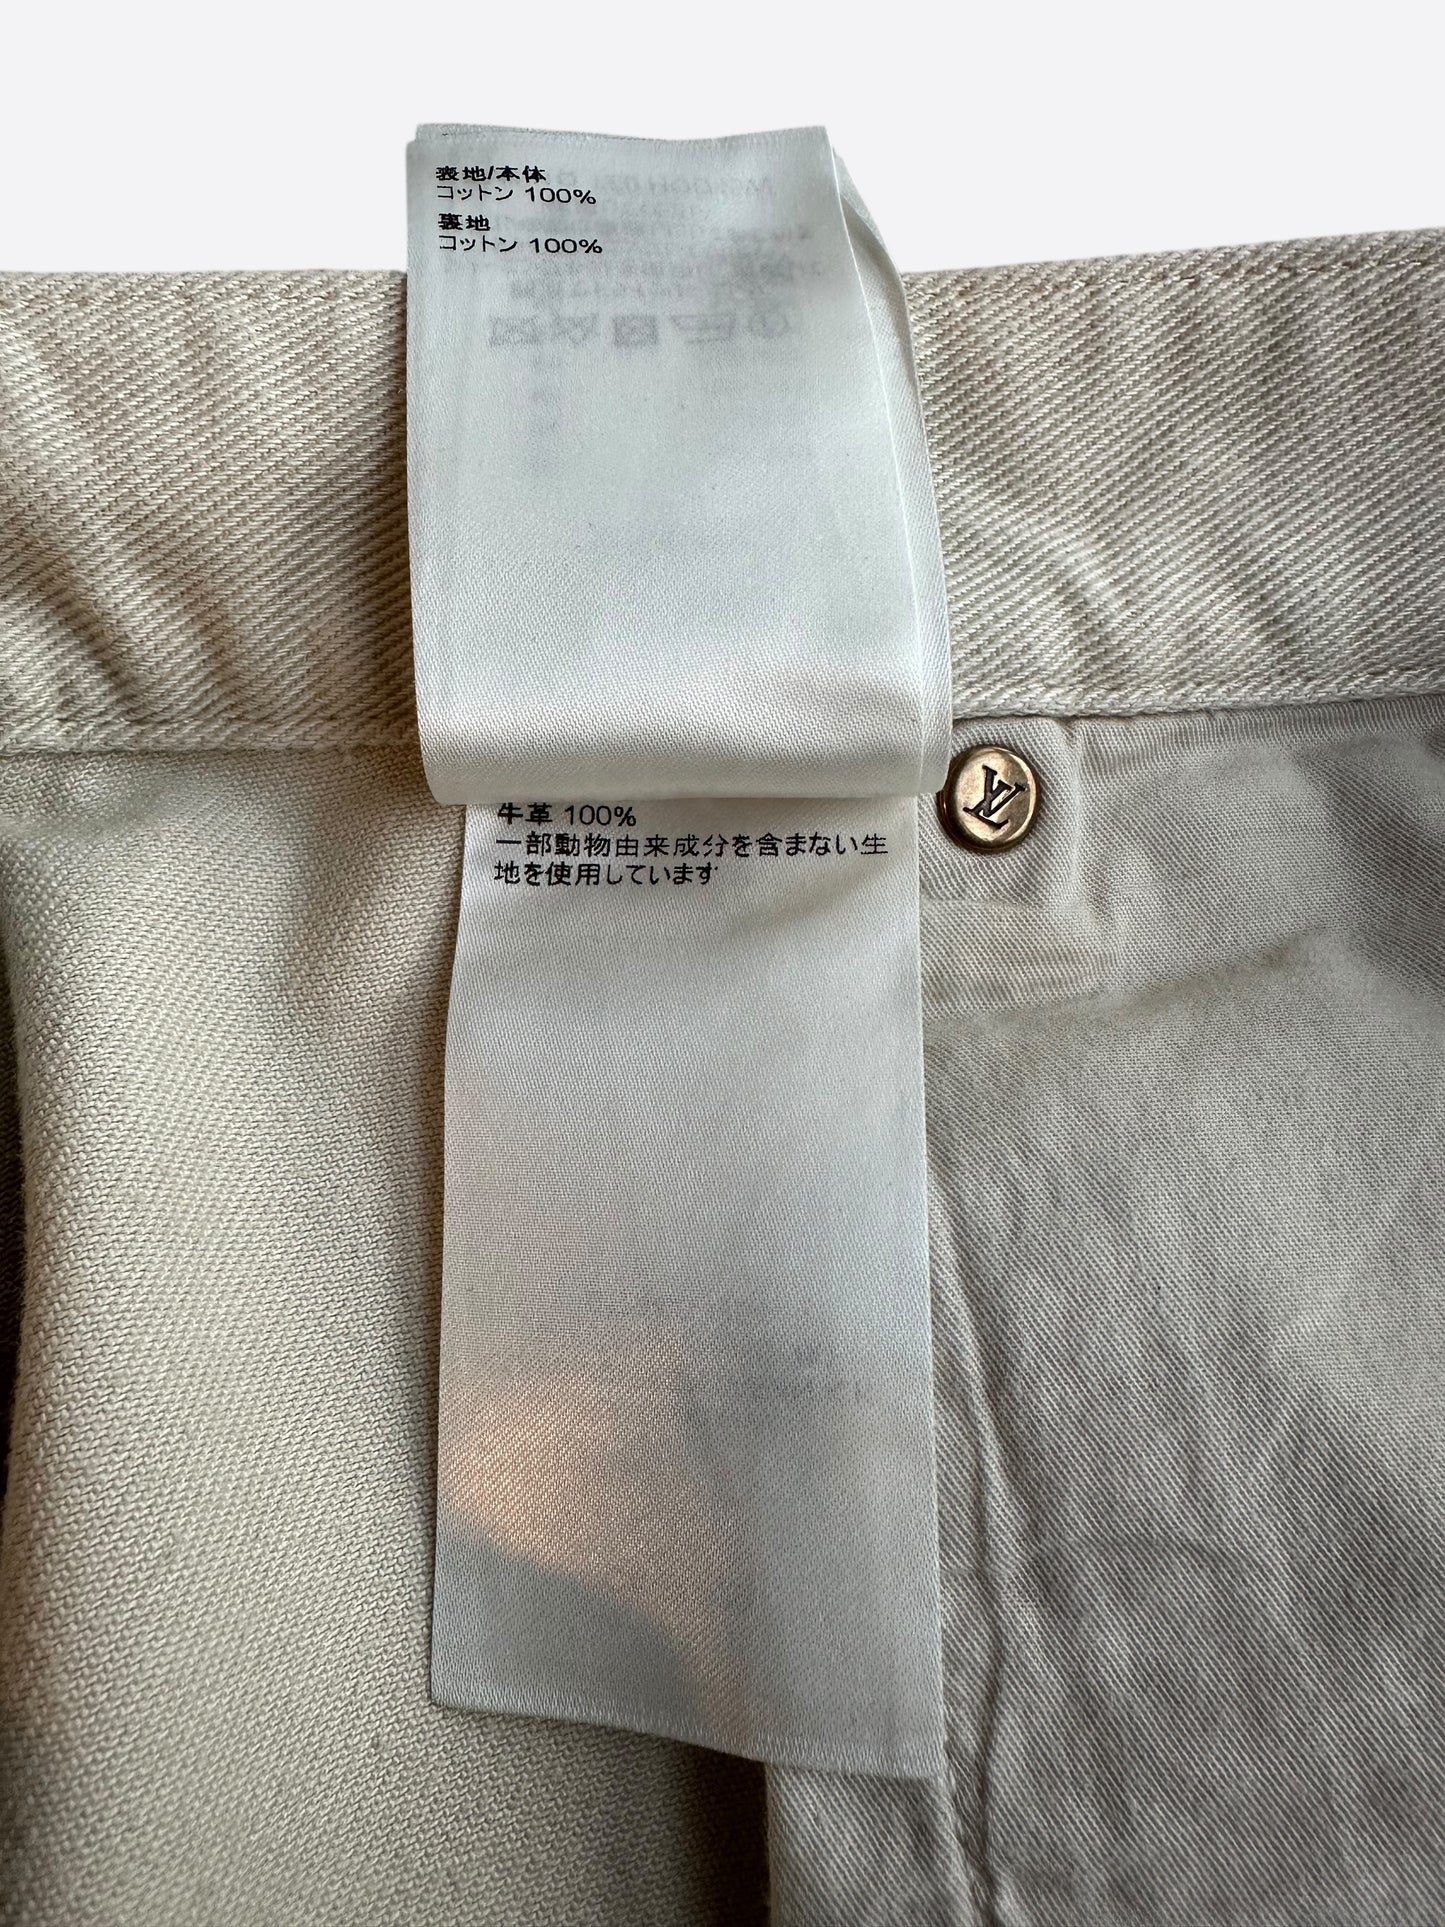 表地/本体
コットン 100%
裏地
コットン 100%
牛革 100%
一部動物由来成分を含まない生
地を使用しています
LV